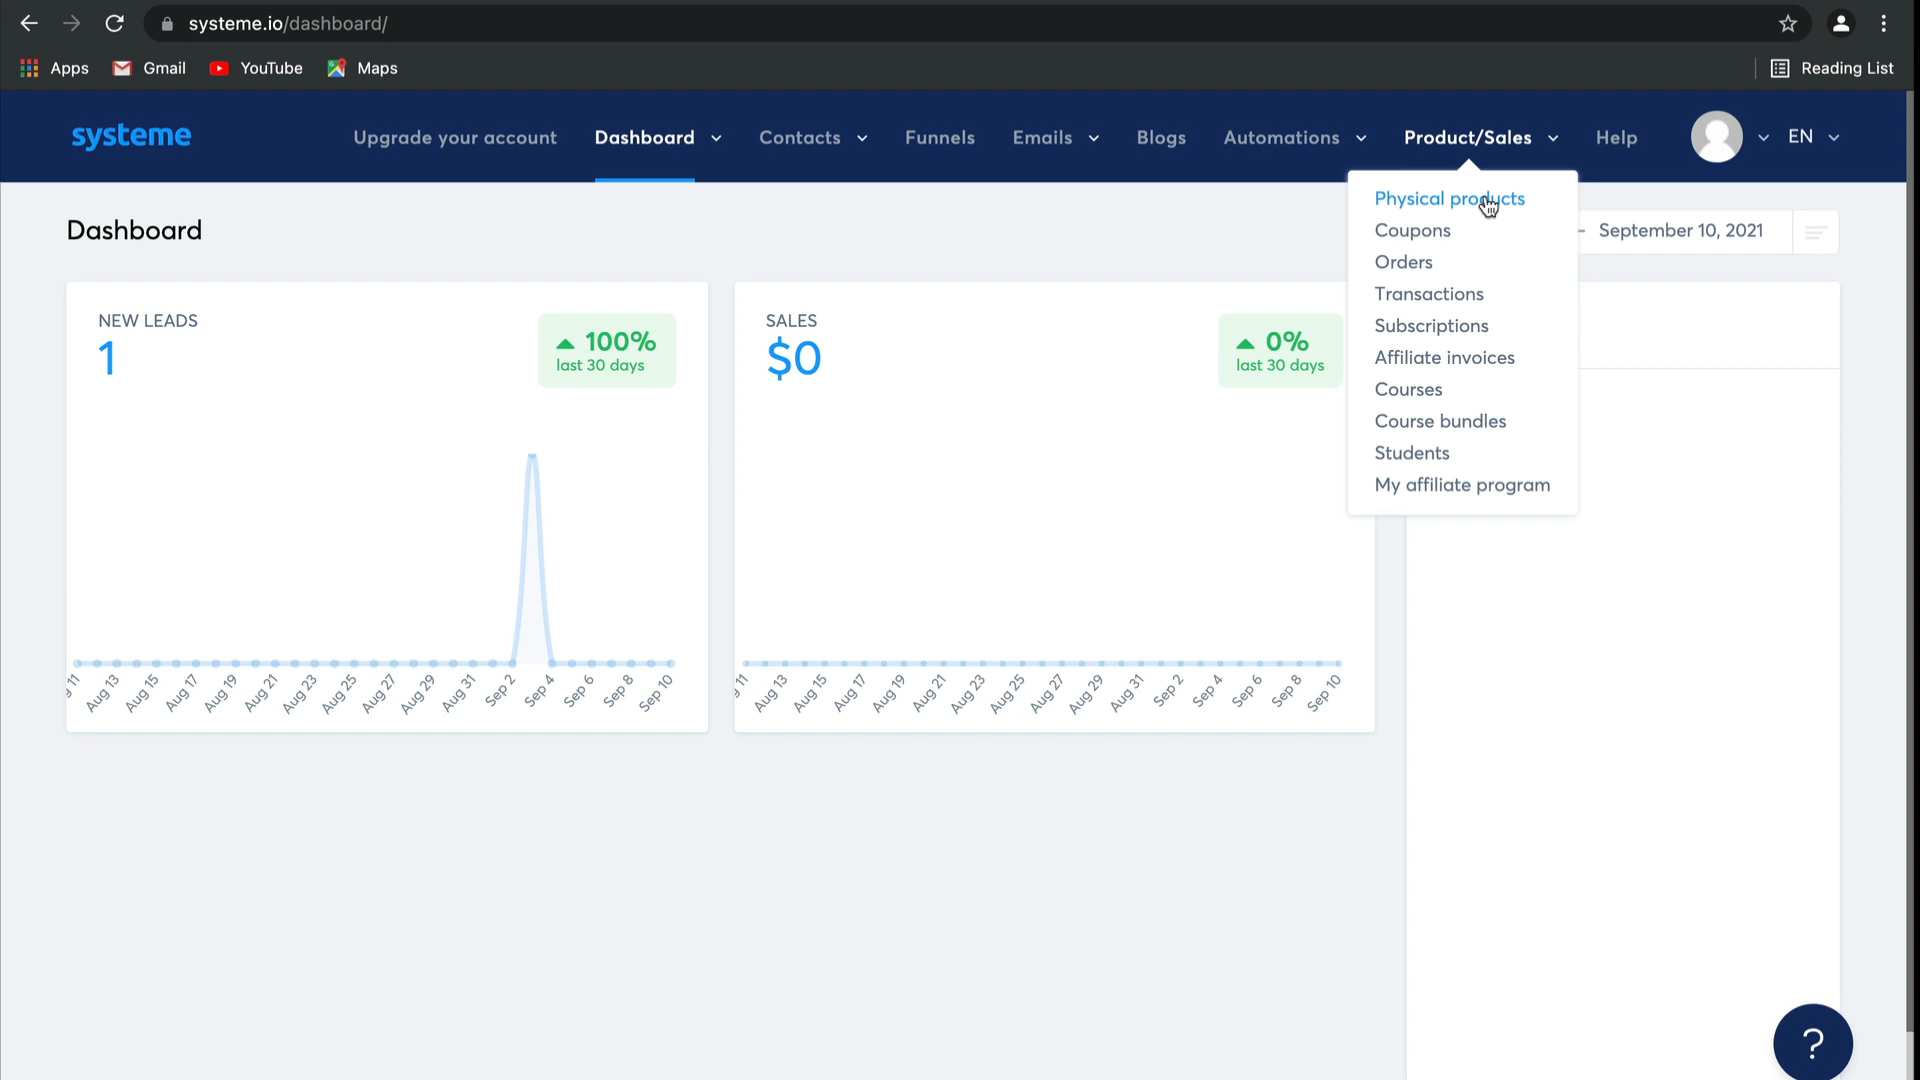 systeme.io/dashboard/
Apps Gmail YouTube Maps Reading List
systeme Upgrade your account Dashboard Contacts Funnels Emails Blogs Automations Product/Sales Help EN
Dashboard
- September 10, 2021
Physical products
Coupons
Orders
Transactions
Subscriptions
Affiliate invoices
Courses
Course bundles
Students
My affiliate program
NEW LEADS
1
100%
last 30 days
SALES
$0
0%
last 30 days
11 Aug 13 Aug 15 Aug 17 Aug 19 Aug 21 Aug 23 Aug 25 Aug 27 Aug 29 Aug 31 Sep 2 Sep 4 Sep 6 Sep 8 Sep 10
11 Aug 13 Aug 15 Aug 17 Aug 19 Aug 21 Aug 23 Aug 25 Aug 27 Aug 29 Aug 31 Sep 2 Sep 4 Sep 6 Sep 8 Sep 10
?